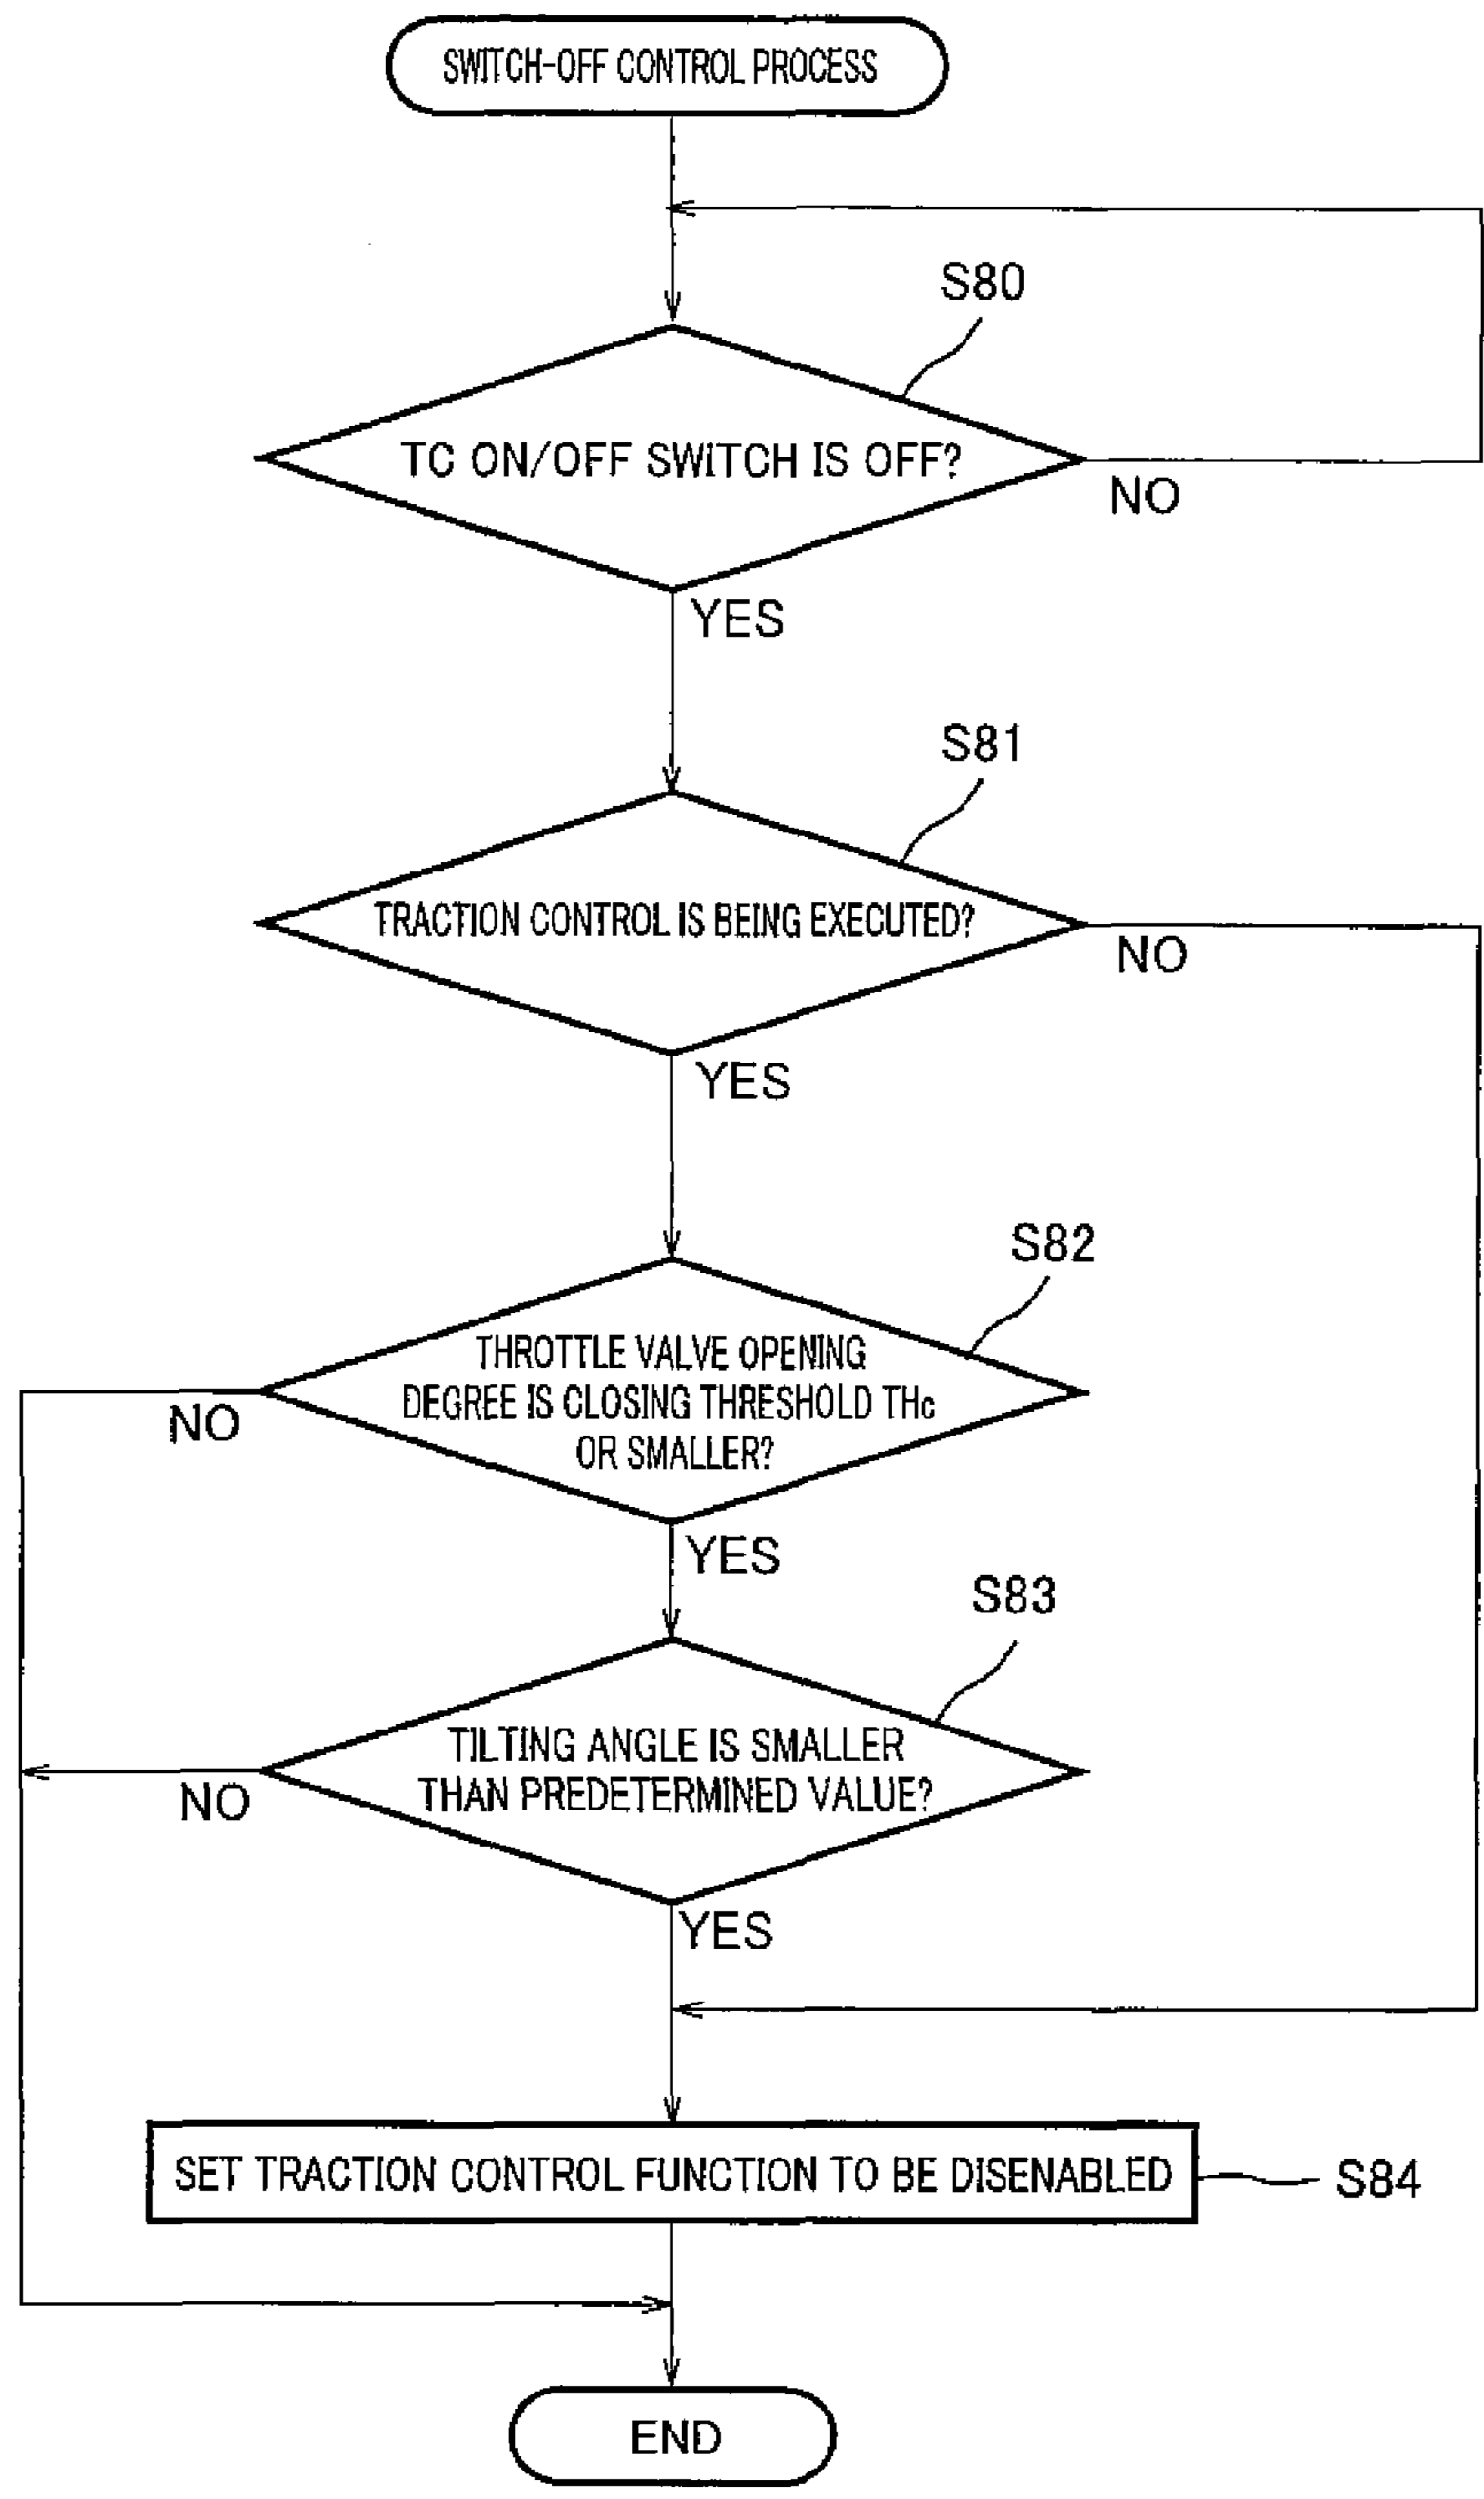 SWITCH-OFF CONTROL PROCESS
S80
TC ON/OFF SWITCH IS OFF?
NO
YES
S81
TRACTION CONTROL IS BEING EXECUTED?
NO
YES
S82
THROTTLE VALVE OPENING
DEGREE IS CLOSING THRESHOLD THc
OR SMALLER?
NO
YES
S83
TILTING ANGLE IS SMALLER
THAN PREDETERMINED VALUE?
NO
YES
SET TRACTION CONTROL FUNCTION TO BE DISENABLED
S84
END